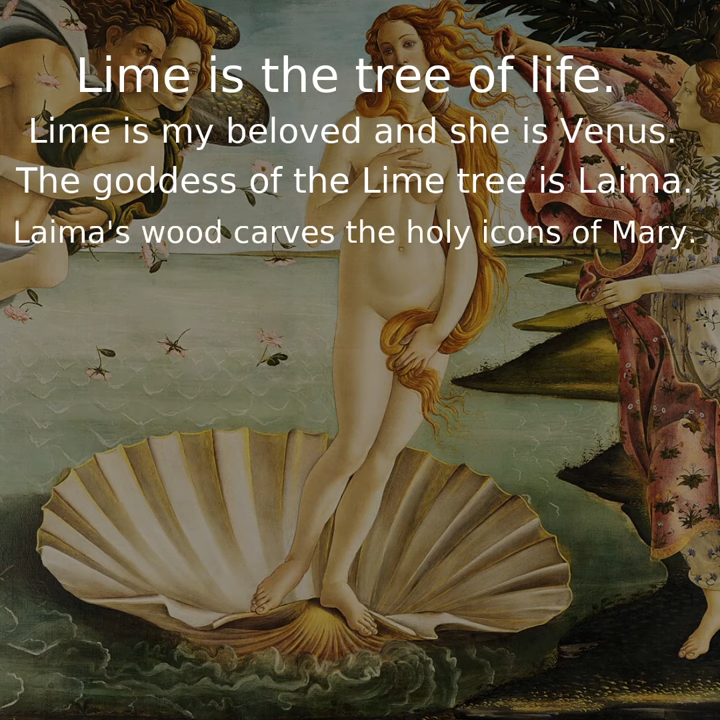 Lime is the tree of life.
Lime is my beloved and she is Venus.
The goddess of the Lime tree is Laima.
Laima's wood carves the holy icons of Mary.